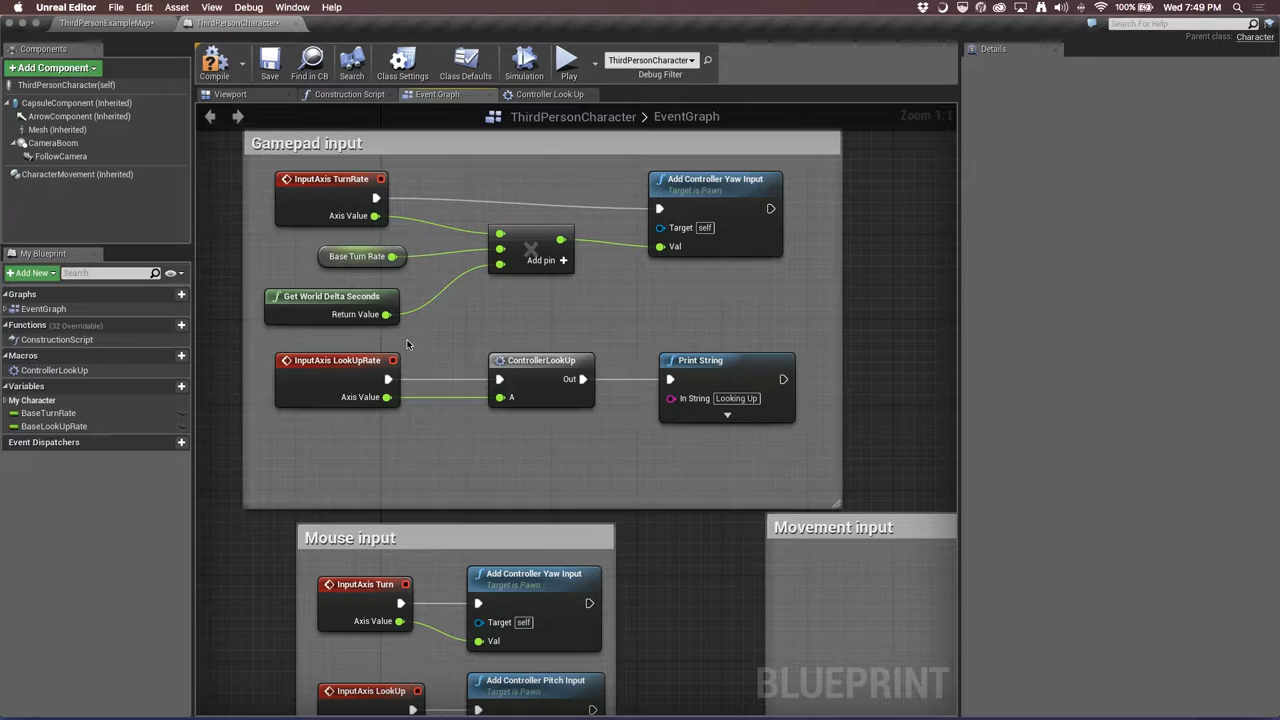 Unreal Editor File Edit Asset View Debug Window Help 100% Wed 7:49 PM
ThirdPersonExampleMap* ThirdPersonCharacter* Search For Help
Parent class: Character
Components
+Add Component
ThirdPersonCharacter(self)
CapsuleComponent (Inherited)
ArrowComponent (Inherited)
Mesh (Inherited)
CameraBoom
FollowCamera
CharacterMovement (Inherited)
My Blueprint
+Add New Search
Graphs
EventGraph
Functions (32 Overridable)
ConstructionScript
Macros
ControllerLookUp
Variables
My Character
BaseTurnRate
BaseLookUpRate
Event Dispatchers
Compile Save Find in CB Search Class Settings Class Defaults Simulation Play
ThirdPersonCharacter
Debug Filter
Viewport Construction Script Event Graph Controller Look Up
ThirdPersonCharacter > EventGraph Zoom 1:1
Gamepad input
InputAxis TurnRate
Axis Value
Base Turn Rate
Get World Delta Seconds
Return Value
Add pin +
Add Controller Yaw Input
Target is Pawn
Target self
Val
InputAxis LookUpRate
Axis Value
ControllerLookUp
Out
A
Print String
In String Looking Up
Mouse input
InputAxis Turn
Axis Value
Add Controller Yaw Input
Target is Pawn
Target self
Val
InputAxis LookUp
Add Controller Pitch Input
Target is Pawn
Movement input
BLUEPRINT
Details